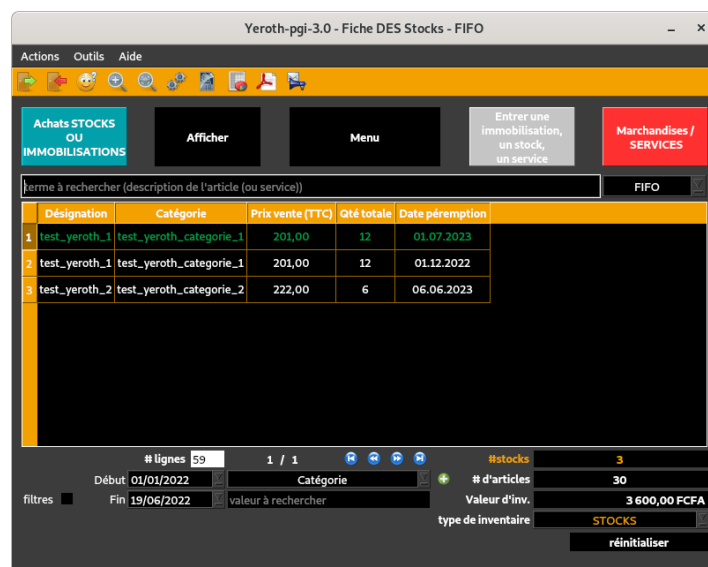 Yeroth-pgi-3.0 - Fiche DES Stocks - FIFO
Actions Outils Aide
Achats STOCKS
OU
IMMOBILISATIONS
Afficher
Menu
Entrer une
immobilisation,
un stock,
un service
Marchandises /
SERVICES
terme à rechercher (description de l'article (ou service))
FIFO
Désignation Catégorie Prix vente (TTC) Qté totale Date péremption
1 test_yeroth_1 test_yeroth_categorie_1 201,00 12 01.07.2023
2 test_yeroth_1 test_yeroth_categorie_1 201,00 12 01.12.2022
3 test_yeroth_2 test_yeroth_categorie_2 222,00 6 06.06.2023
# lignes 59 1 / 1 #stocks 3
Début 01/01/2022 Catégorie # d'articles 30
filtres Fin 19/06/2022 valeur à rechercher Valeur d'inv. 3 600,00 FCFA
type de inventaire STOCKS
réinitialiser